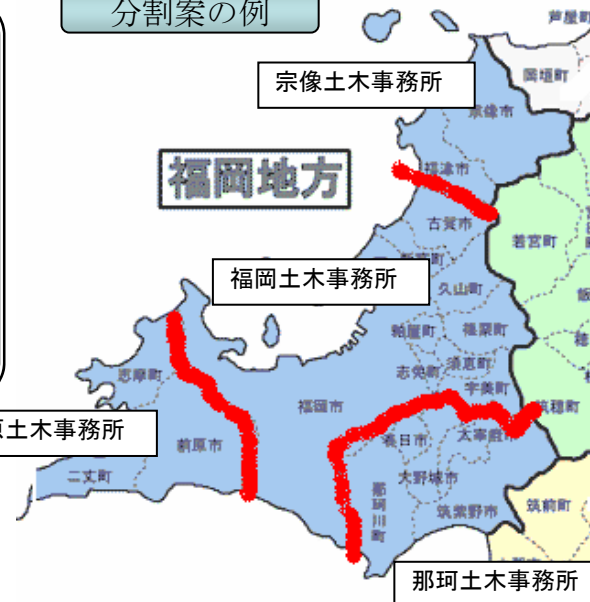 分割案の例
芦屋町
岡垣町
宗像土木事務所
宗像市
福津市
福岡地方
古賀市
若宮町
福岡土木事務所
久山町
粕屋町
篠栗町
志免町
須恵町
宇美町
志摩町
福岡市
筑穂町
原土木事務所
前原市
春日市
太宰府市
二丈町
大野城市
那珂川町
筑紫野市
筑前町
那珂土木事務所